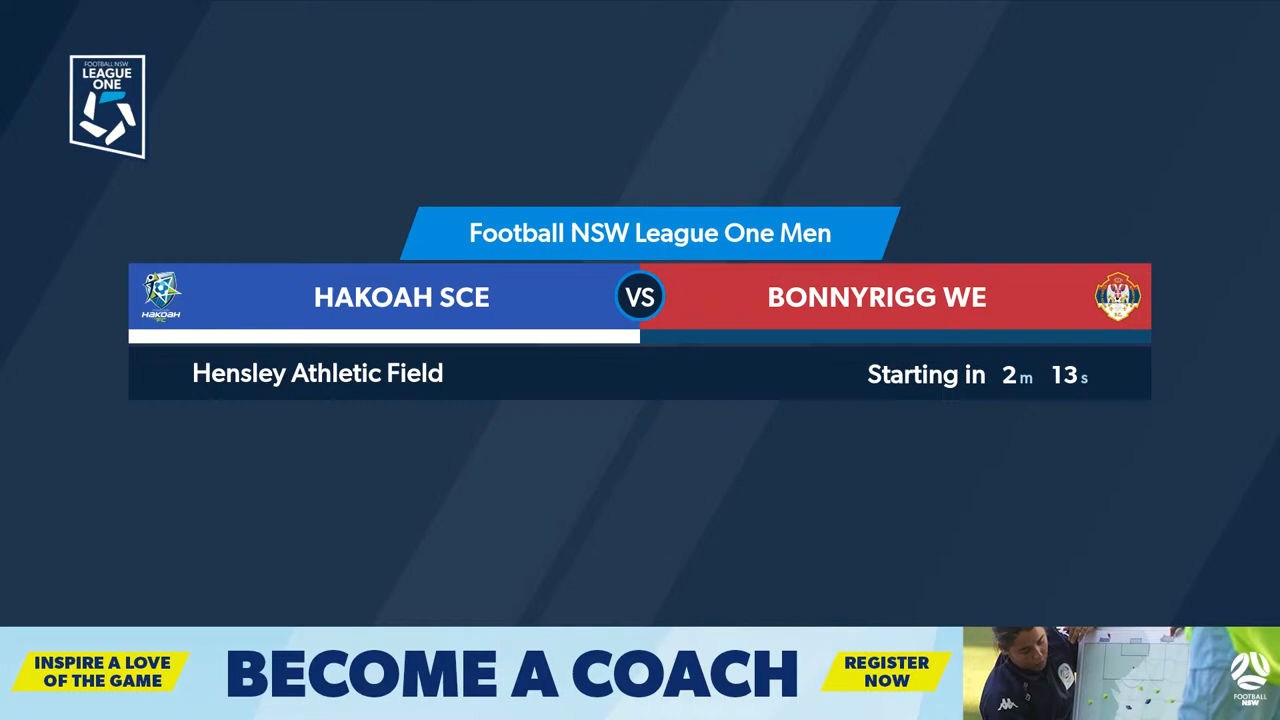 FOOTBALL NSW
LEAGUE
ONE
Football NSW League One Men
HAKOAH
FC
HAKOAH SCE
VS
BONNYRIGG WE
Hensley Athletic Field
Starting in 2m 13s
INSPIRE A LOVE
OF THE GAME
BECOME A COACH
REGISTER
NOW
FOOTBALL
NSW